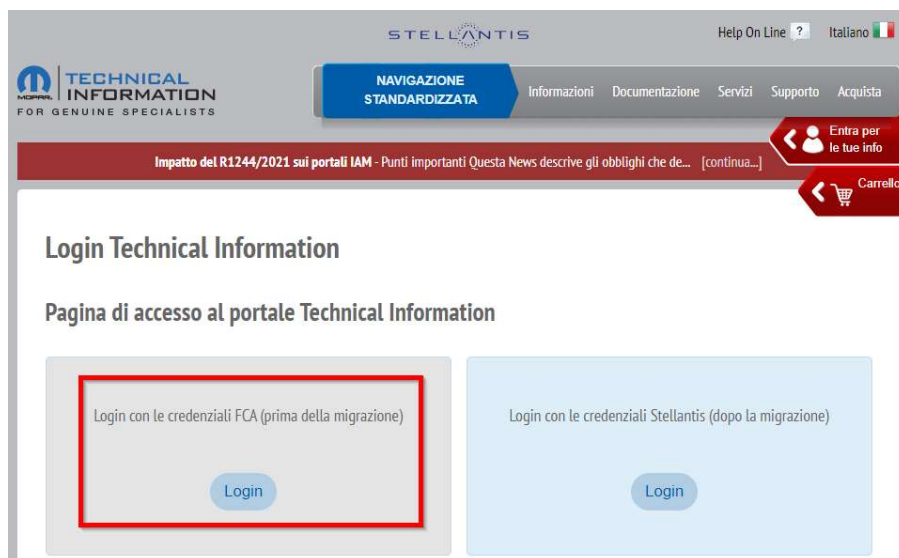 STELLANTIS
Help On Line ?
Italiano
MOPAR
TECHNICAL
INFORMATION
FOR GENUINE SPECIALISTS
NAVIGAZIONE
STANDARDIZZATA
Informazioni
Documentazione
Servizi
Supporto
Acquista
Entra per
le tue info
Impatto del R1244/2021 sui portali IAM - Punti importanti Questa News descrive gli obblighi che de... [continua...]
Carrello
Login Technical Information
Pagina di accesso al portale Technical Information
Login con le credenziali FCA (prima della migrazione)
Login
Login con le credenziali Stellantis (dopo la migrazione)
Login